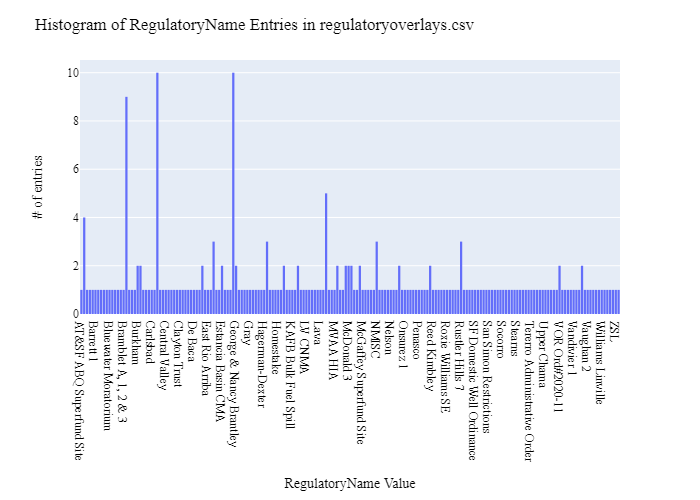 Histogram of RegulatoryName Entries in regulatoryoverlays.csv
# of entries
10
8
6
4
2
0
AT&SF ABQ Superfund Site
Barrett 1
Bluewater Moratorium
Bramblet A, 1, 2 & 3
Burkham
Carlsbad
Central Valley
Clayton Trust
De Baca
East Rio Arriba
Estancia Basin CMA
George & Nancy Brantley
Gray
Hagerman-Dexter
Homestake
KAFB Bulk Fuel Spill
LV CNMA
Lava
MVAA HIA
McDonald 3
McGaffey Superfund Site
NMISC
Nelson
Onsurez 1
Penasco
Reed Kimbley
Roxie Williams SE
Rustler Hills 7
SF Domestic Well Ordinance
San Simon Restrictions
Socorro
Stearns
Tererro Administrative Order
Upper Chama
VOR Ord#2020-11
Vandivier 1
Vaughan 2
Williams Linville
ZSL
RegulatoryName Value